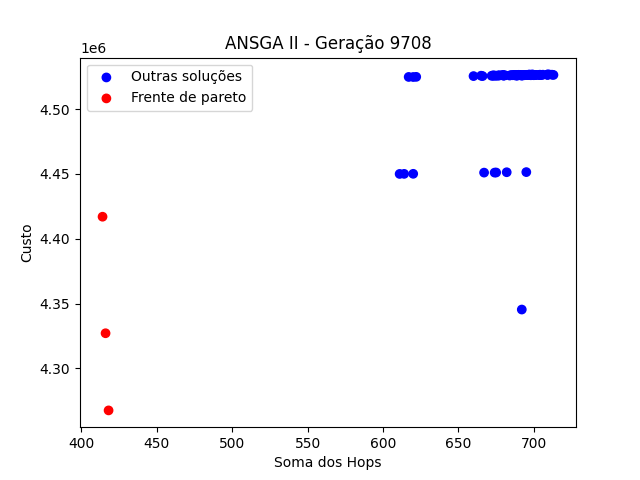 ANSGA II - Geração 9708
1e6
Outras soluções
Frente de pareto
4.50
4.45
4.40
4.35
4.30
Custo
400 450 500 550 600 650 700
Soma dos Hops